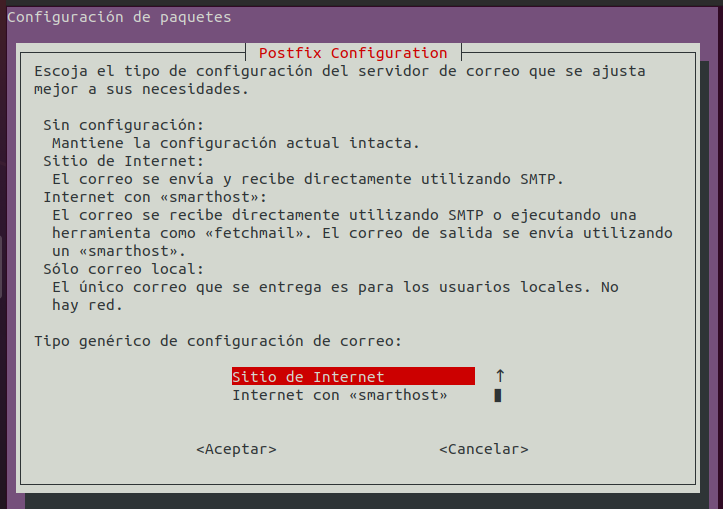 Configuración de paquetes
Postfix Configuration
Escoja el tipo de configuración del servidor de correo que se ajusta
mejor a sus necesidades.
Sin configuración:
Mantiene la configuración actual intacta.
Sitio de Internet:
El correo se envía y recibe directamente utilizando SMTP.
Internet con «smarthost»:
El correo se recibe directamente utilizando SMTP o ejecutando una
herramienta como «fetchmail». El correo de salida se envía utilizando
un «smarthost».
Sólo correo local:
El único correo que se entrega es para los usuarios locales. No
hay red.
Tipo genérico de configuración de correo:
Sitio de Internet ↑
Internet con «smarthost»
<Aceptar> <Cancelar>